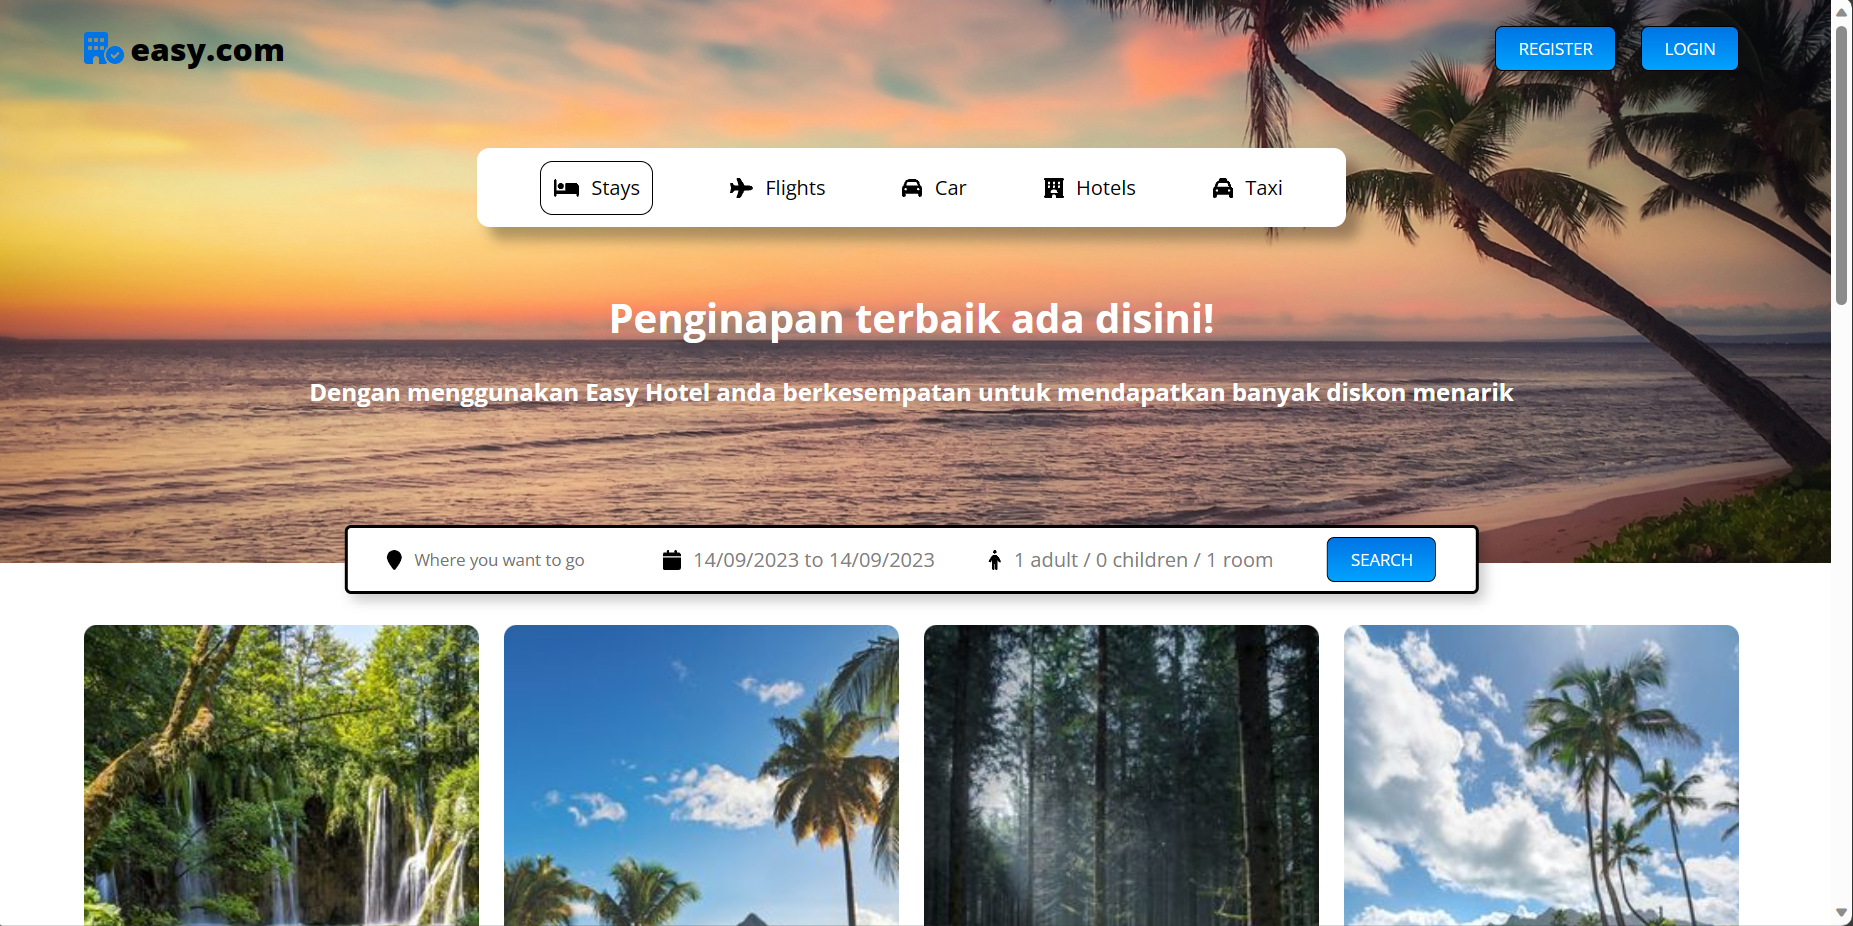 easy.com
REGISTER
LOGIN
Stays
Flights
Car
Hotels
Taxi
Penginapan terbaik ada disini!
Dengan menggunakan Easy Hotel anda berkesempatan untuk mendapatkan banyak diskon menarik
Where you want to go
14/09/2023 to 14/09/2023
1 adult / 0 children / 1 room
SEARCH